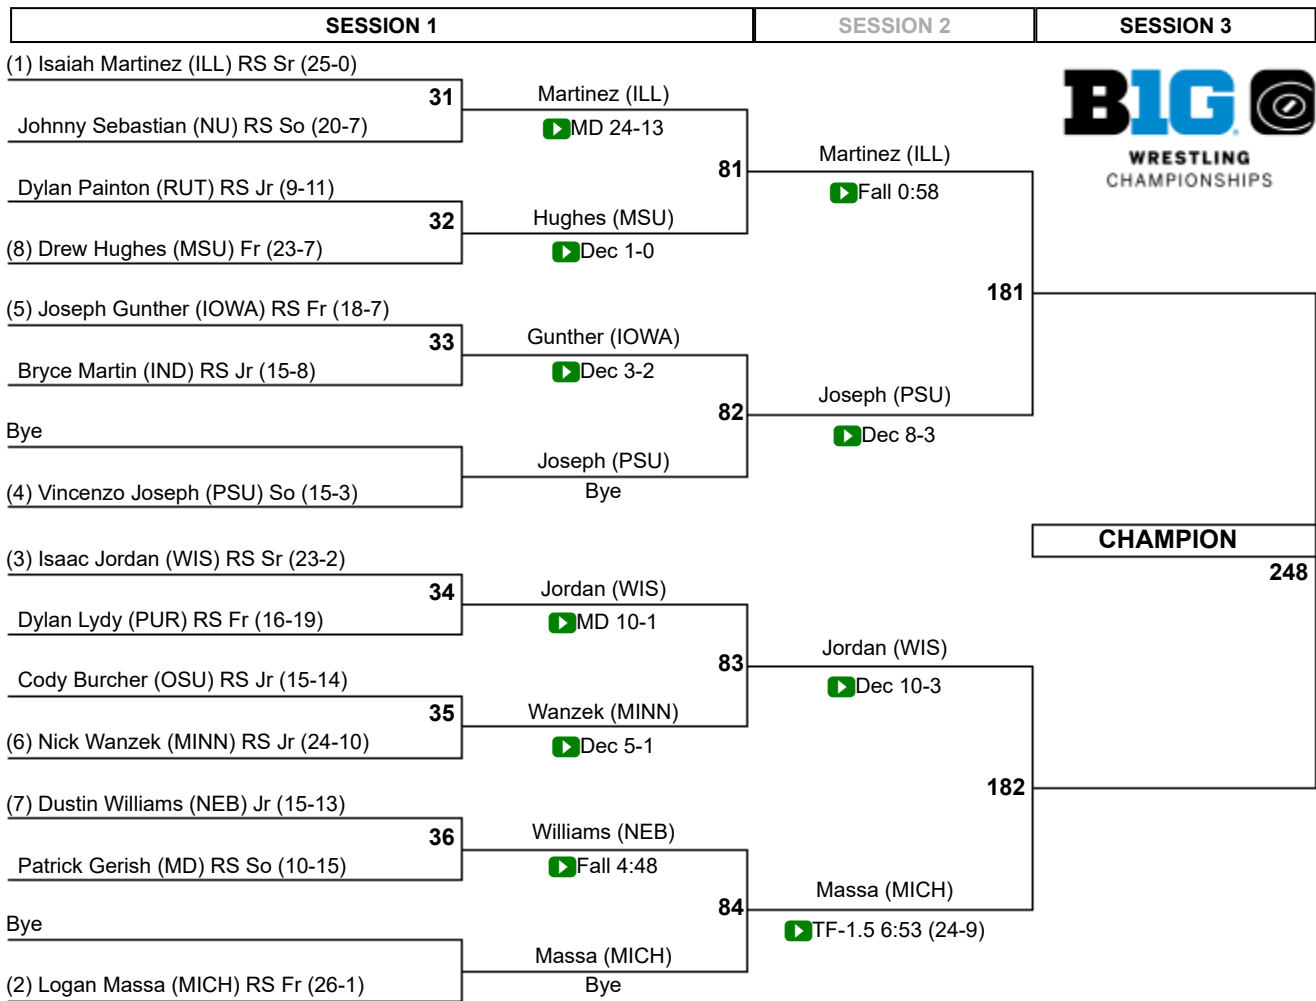 SESSION 1
SESSION 2
SESSION 3
(1) Isaiah Martinez (ILL) RS Sr (25-0)
31
Johnny Sebastian (NU) RS So (20-7)
Martinez (ILL)
MD 24-13
Dylan Painton (RUT) RS Jr (9-11)
32
(8) Drew Hughes (MSU) Fr (23-7)
Hughes (MSU)
Dec 1-0
81
Martinez (ILL)
Fall 0:58
(5) Joseph Gunther (IOWA) RS Fr (18-7)
33
Bryce Martin (IND) RS Jr (15-8)
Gunther (IOWA)
Dec 3-2
Bye
(4) Vincenzo Joseph (PSU) So (15-3)
Joseph (PSU)
Bye
82
Joseph (PSU)
Dec 8-3
181
(3) Isaac Jordan (WIS) RS Sr (23-2)
34
Dylan Lydy (PUR) RS Fr (16-19)
Jordan (WIS)
MD 10-1
Cody Burcher (OSU) RS Jr (15-14)
35
(6) Nick Wanzek (MINN) RS Jr (24-10)
Wanzek (MINN)
Dec 5-1
83
Jordan (WIS)
Dec 10-3
(7) Dustin Williams (NEB) Jr (15-13)
36
Patrick Gerish (MD) RS So (10-15)
Williams (NEB)
Fall 4:48
Bye
(2) Logan Massa (MICH) RS Fr (26-1)
Massa (MICH)
Bye
84
Massa (MICH)
TF-1.5 6:53 (24-9)
182
B1G
WRESTLING
CHAMPIONSHIPS
CHAMPION
248